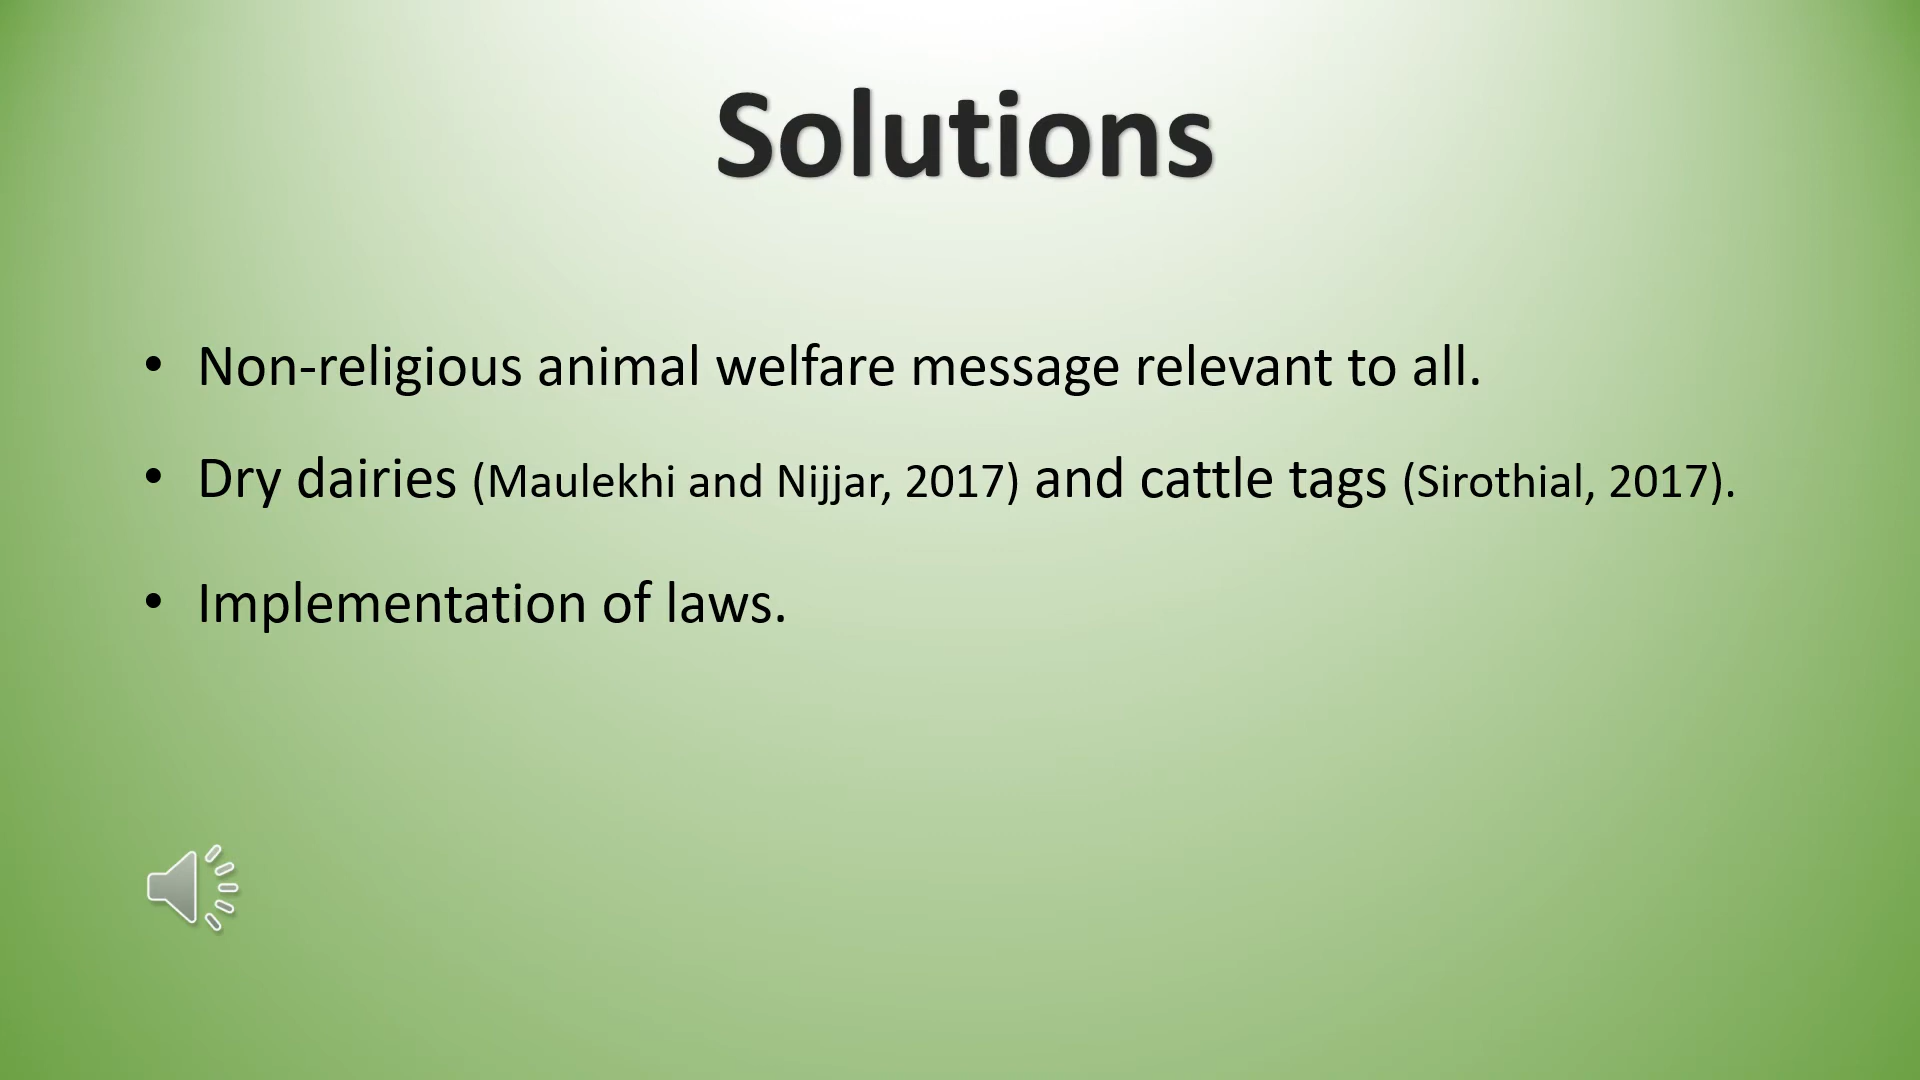 Solutions
• Non-religious animal welfare message relevant to all.
• Dry dairies (Maulekhi and Nijjar, 2017) and cattle tags (Sirothial, 2017).
• Implementation of laws.